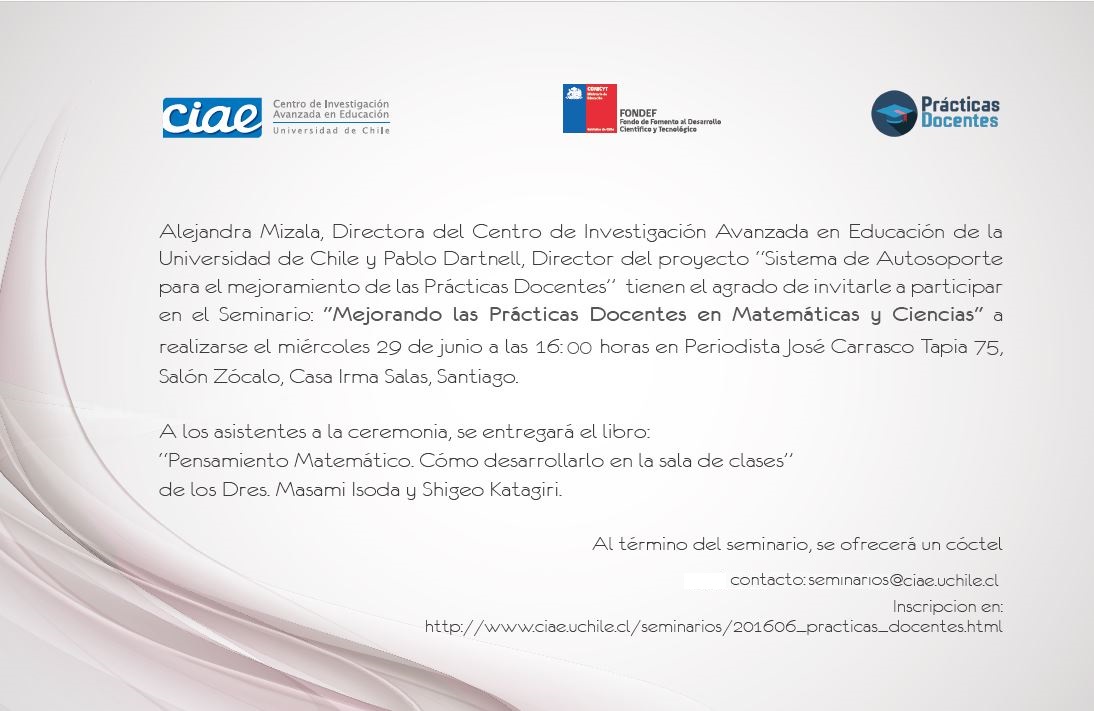 ciae
Centro de Investigación
Avanzada en Educación
Universidad de Chile
CONICYT
Ministerio de
Educación
Gobierno de Chile
FONDEF
Fondo de Fomento al Desarrollo
Científico y Tecnológico
Prácticas
Docentes
Alejandra Mizala, Directora del Centro de Investigación Avanzada en Educación de la
Universidad de Chile y Pablo Dartnell, Director del proyecto "Sistema de Autosoporte
para el mejoramiento de las Prácticas Docentes" tienen el agrado de invitarle a participar
en el Seminario: "Mejorando las Prácticas Docentes en Matemáticas y Ciencias" a
realizarse el miércoles 29 de junio a las 16:00 horas en Periodista José Carrasco Tapia 75,
Salón Zócalo, Casa Irma Salas, Santiago.
A los asistentes a la ceremonia, se entregará el libro:
"Pensamiento Matemático. Cómo desarrollarlo en la sala de clases"
de los Dres. Masami Isoda y Shigeo Katagiri.
Al término del seminario, se ofrecerá un cóctel
contacto: seminarios@ciae.uchile.cl
Inscripcion en:
http://www.ciae.uchile.cl/seminarios/201606_practicas_docentes.html